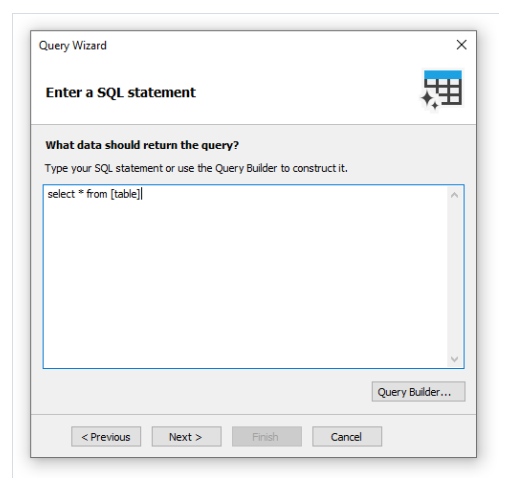 Query Wizard
Enter a SQL statement
What data should return the query?
Type your SQL statement or use the Query Builder to construct it.
select * from [table]
Query Builder...
< Previous
Next >
Finish
Cancel